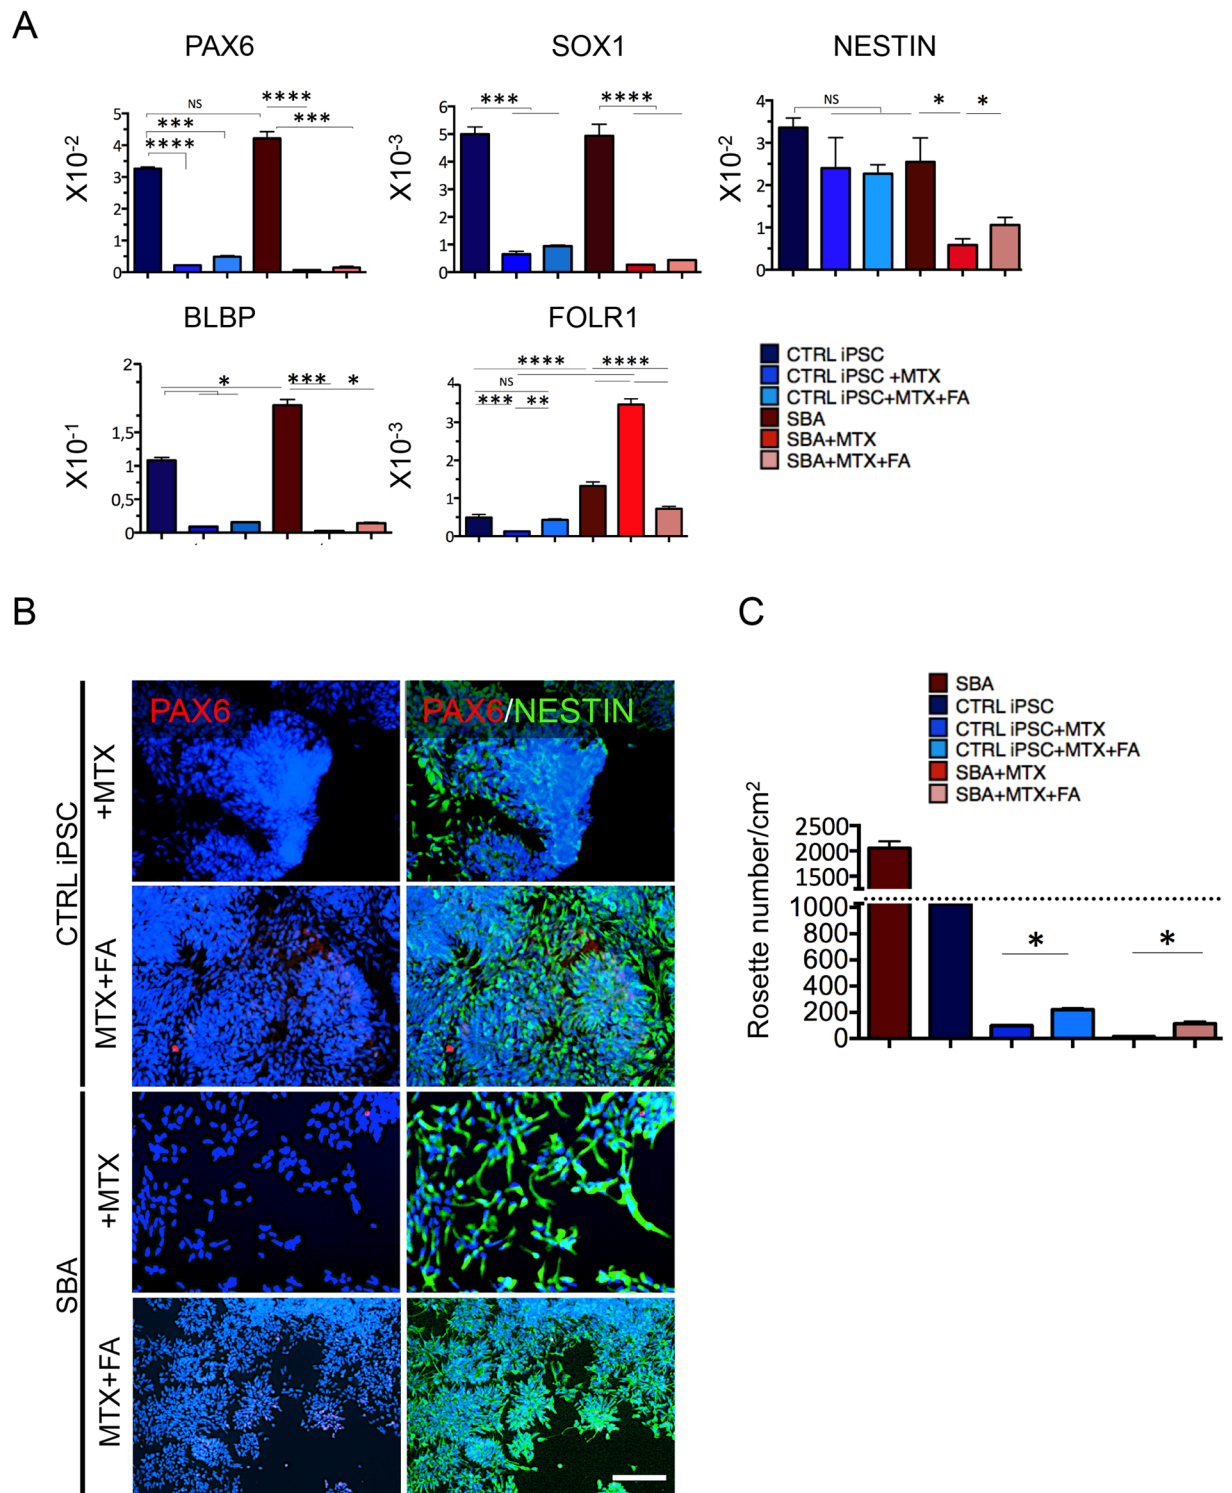 A
PAX6
SOX1
NESTIN
X10-2
5
4
3
2
1
0
NS
***
****
****
***
X10-3
6
5
4
3
2
1
0
***
****
X10-2
4
3
2
1
0
NS
*
*
BLBP
FOLR1
X10-1
2
1,5
1
0,5
0
*
***
*
X10-3
4
3
2
1
0
****
****
NS
***
**
CTRL iPSC
CTRL iPSC +MTX
CTRL iPSC+MTX+FA
SBA
SBA+MTX
SBA+MTX+FA
B
CTRL iPSC
+MTX
MTX+FA
SBA
+MTX
MTX+FA
PAX6
PAX6/NESTIN
C
SBA
CTRL iPSC
CTRL iPSC+MTX
CTRL iPSC+MTX+FA
SBA+MTX
SBA+MTX+FA
Rosette number/cm2
2500
2000
1500
1000
800
600
400
200
0
*
*